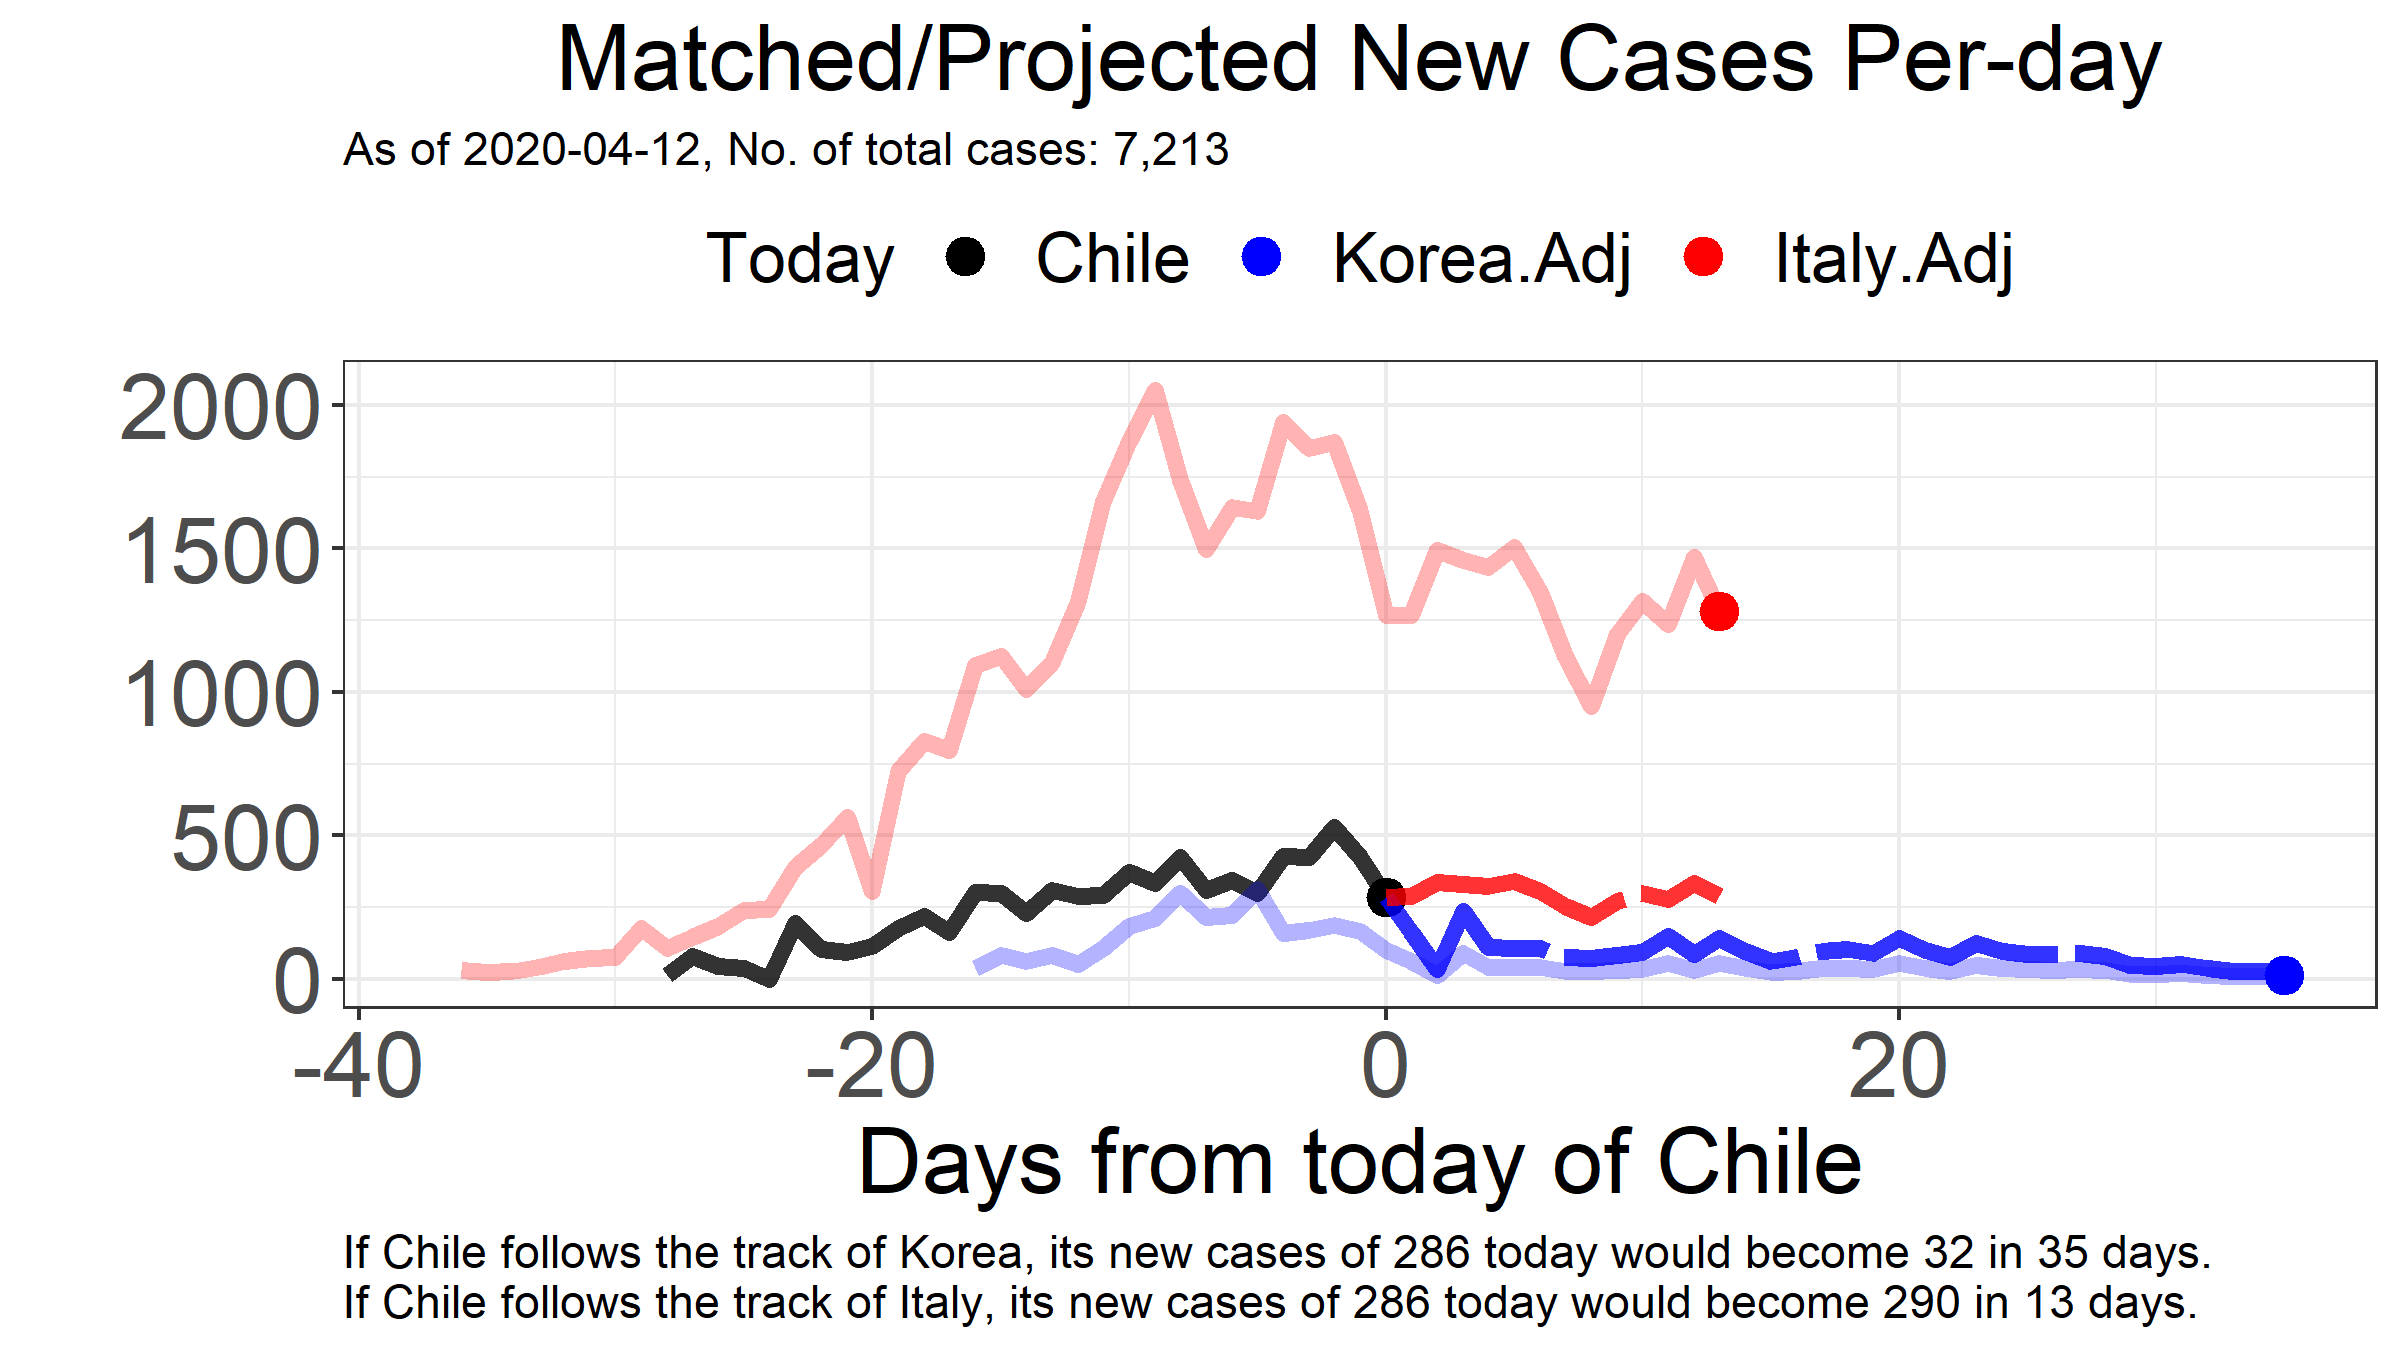 Matched/Projected New Cases Per-day
As of 2020-04-12, No. of total cases: 7,213
Today Chile Korea.Adj Italy.Adj
2000
1500
1000
500
0
-40 -20 0 20
Days from today of Chile
If Chile follows the track of Korea, its new cases of 286 today would become 32 in 35 days.
If Chile follows the track of Italy, its new cases of 286 today would become 290 in 13 days.